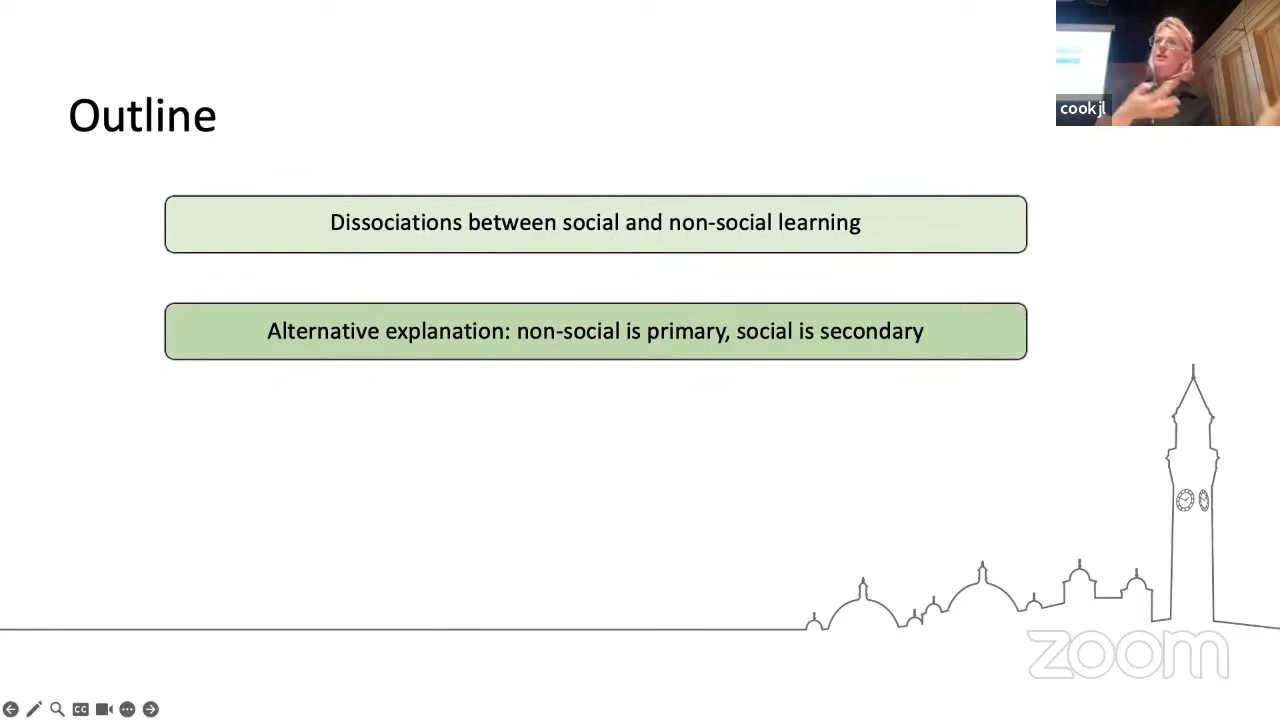 Outline
cookjl
Dissociations between social and non-social learning
Alternative explanation: non-social is primary, social is secondary
zoom
CC